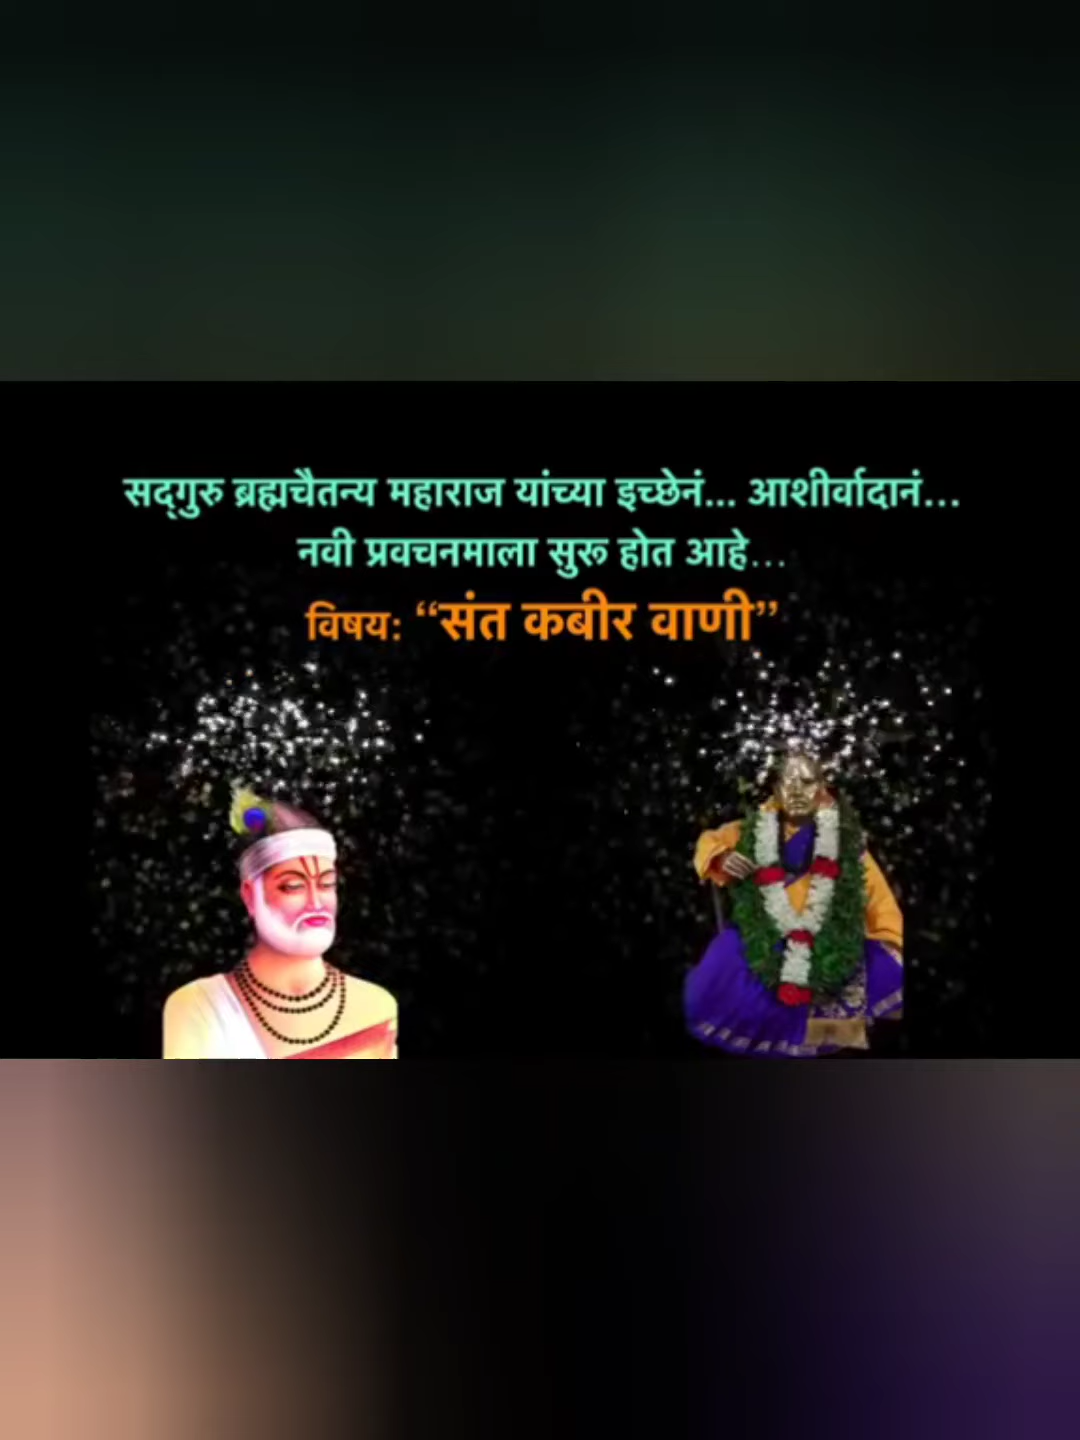 सद्‌गुरु ब्रह्मचैतन्य महाराज यांच्या इच्छेनं... आशीर्वादानं...
नवी प्रवचनमाला सुरू होत आहे...
विषय: “संत कबीर वाणी”